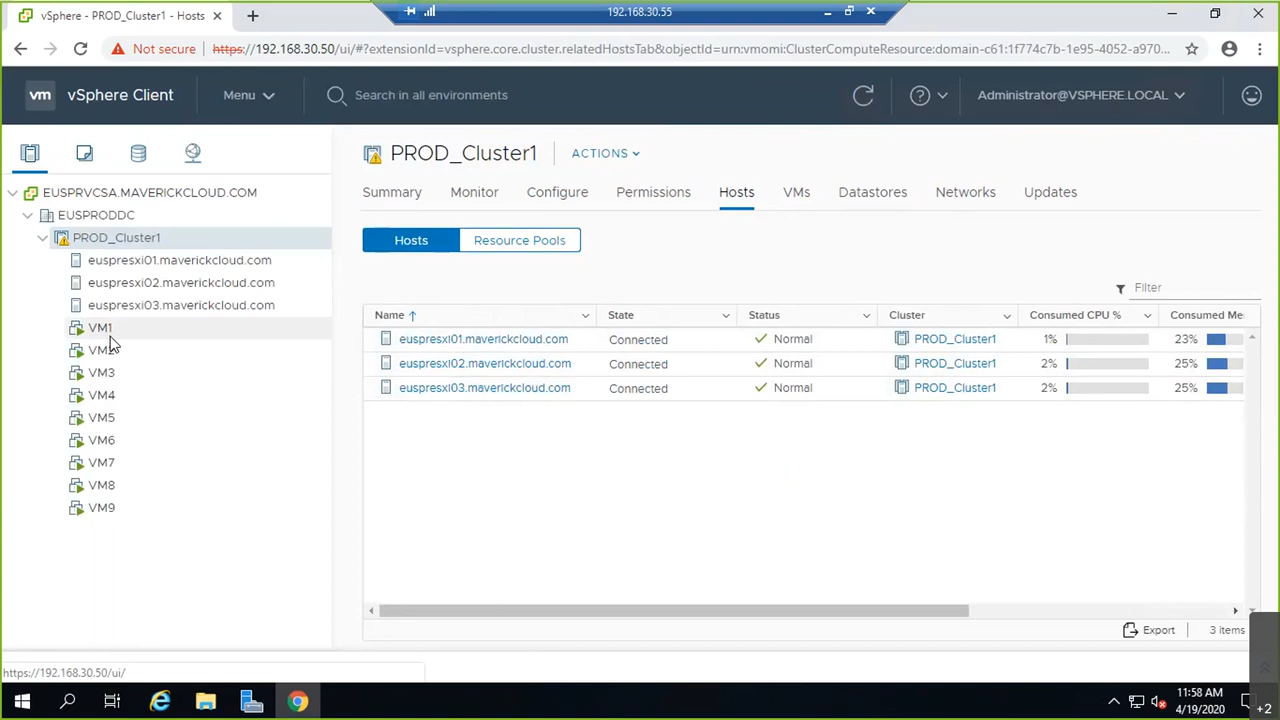 vSphere - PROD_Cluster1 - Hosts
192.168.30.55
Not secure
https://192.168.30.50/ui/#?extensionId=vsphere.core.cluster.relatedHostsTab&objectId=urn:vmomi:ClusterComputeResource:domain-c61:1f774c7b-1e95-4052-a970...
vm vSphere Client
Menu
Search in all environments
Administrator@VSPHERE.LOCAL
EUSPRVCSA.MAVERICKCLOUD.COM
EUSPRODDC
PROD_Cluster1
euspresxi01.maverickcloud.com
euspresxi02.maverickcloud.com
euspresxi03.maverickcloud.com
VM1
VM2
VM3
VM4
VM5
VM6
VM7
VM8
VM9
PROD_Cluster1
ACTIONS
Summary Monitor Configure Permissions Hosts VMs Datastores Networks Updates
Hosts Resource Pools
Filter
Name State Status Cluster Consumed CPU % Consumed Me
euspresxi01.maverickcloud.com Connected Normal PROD_Cluster1 1% 23%
euspresxi02.maverickcloud.com Connected Normal PROD_Cluster1 2% 25%
euspresxi03.maverickcloud.com Connected Normal PROD_Cluster1 2% 25%
Export 3 items
https://192.168.30.50/ui/
11:58 AM
4/19/2020
+2